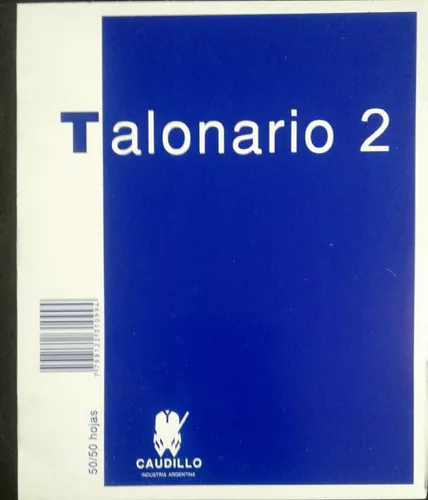 Talonario 2
50/50 hojas
CAUDILLO
INDUSTRIA ARGENTINA